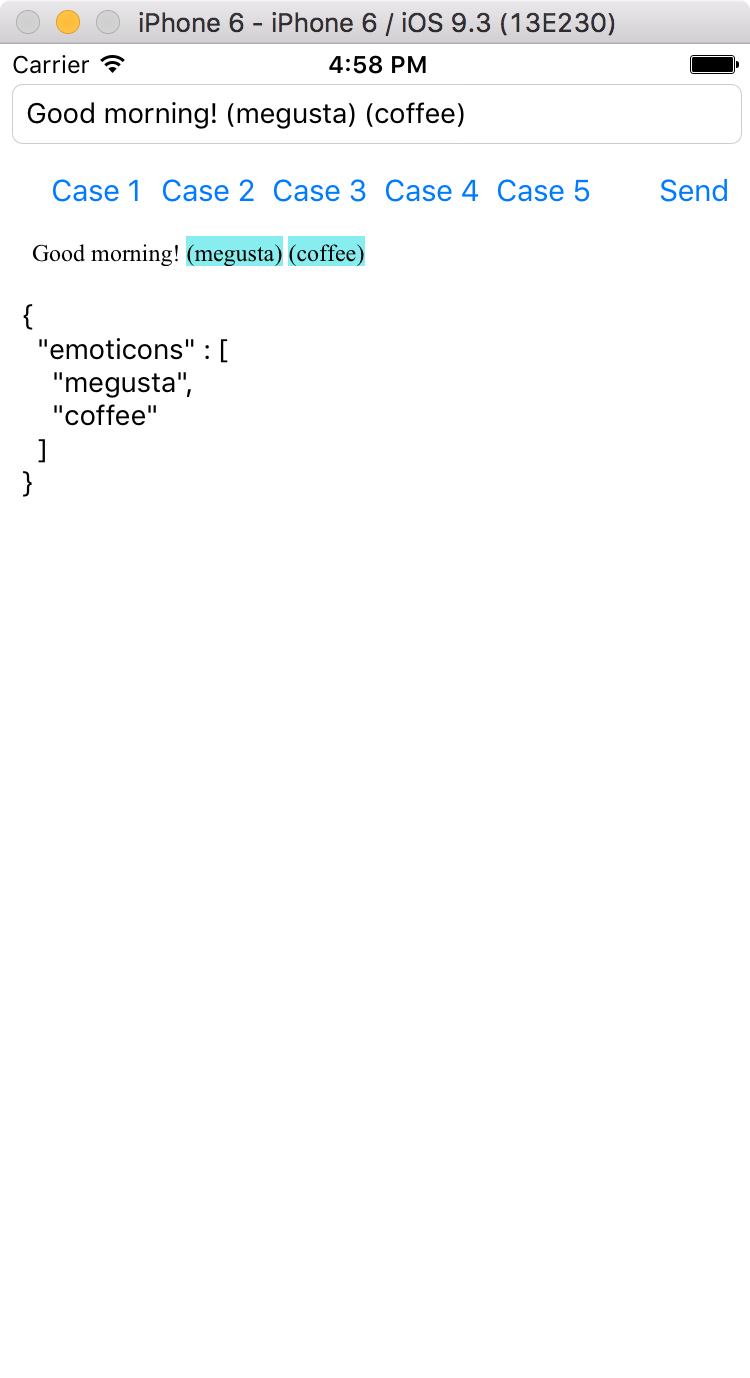 iPhone 6 - iPhone 6 / iOS 9.3 (13E230)
Carrier 4:58 PM
Good morning! (megusta) (coffee)
Case 1 Case 2 Case 3 Case 4 Case 5 Send
Good morning! (megusta) (coffee)
{
"emoticons" : [
"megusta",
"coffee"
]
}